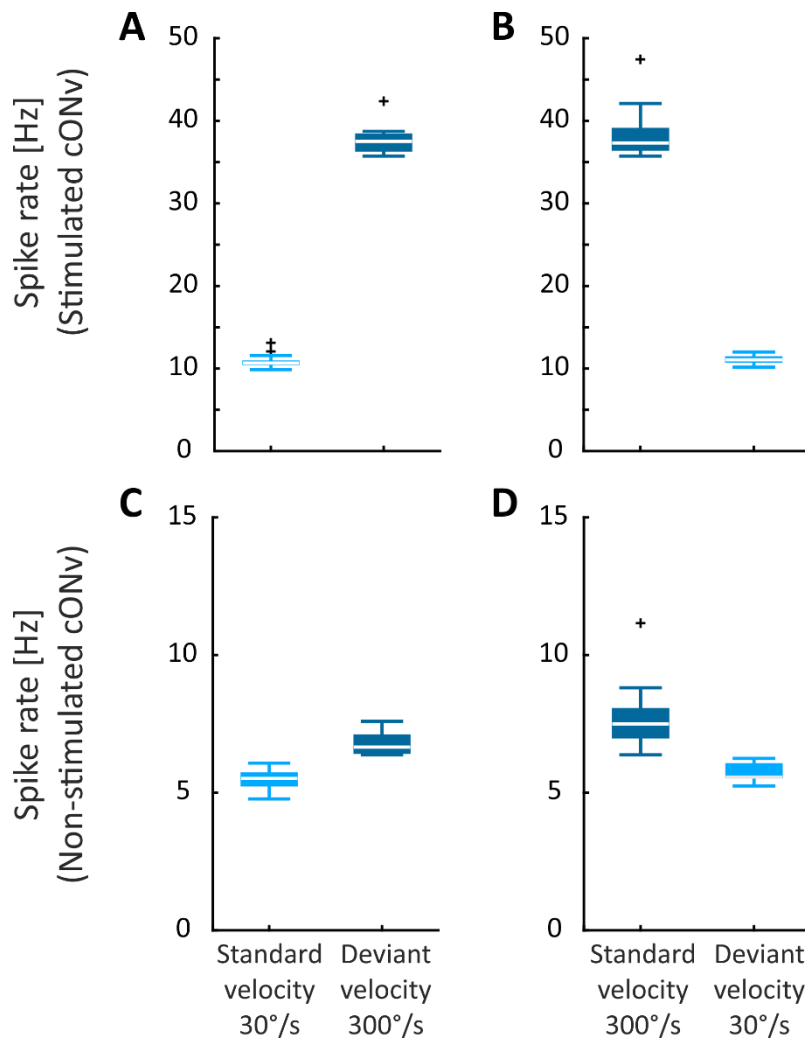 A
B
Spike rate [Hz]
(Stimulated cONv)
50
40
30
20
10
0
50
40
30
20
10
0
C
D
Spike rate [Hz]
(Non-stimulated cONv)
15
10
5
0
15
10
5
0
Standard
velocity
30°/s
Deviant
velocity
300°/s
Standard
velocity
300°/s
Deviant
velocity
30°/s